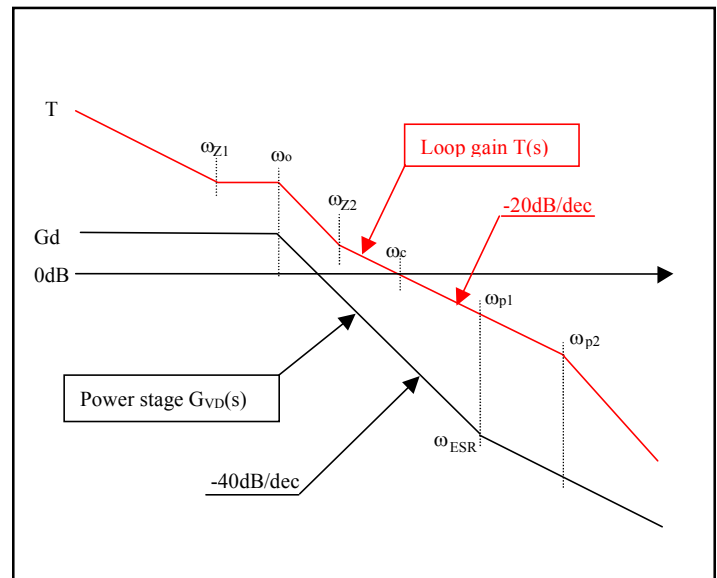 T
ωZ1
ωo
Loop gain T(s)
ωZ2
-20dB/dec
Gd
ωc
0dB
ωp1
ωp2
Power stage GVD(s)
ωESR
-40dB/dec